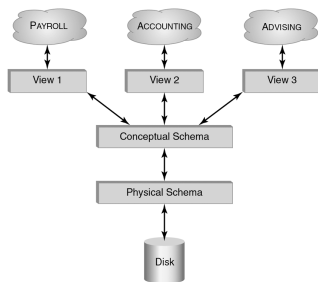 PAYROLL
ACCOUNTING
ADVISING
View 1
View 2
View 3
Conceptual Schema
Physical Schema
Disk